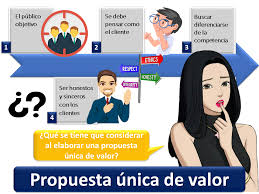 El público
objetivo
1
Se debe
pensar como
el cliente
2
Buscar
diferenciarse
de la
competencia
3
ETHICS
RESPECT
HONESTY
Ser honestos
y sinceros
con los
clientes
4
¿?
¿Qué se tiene que considerar
al elaborar una propuesta
única de valor?
Propuesta única de valor